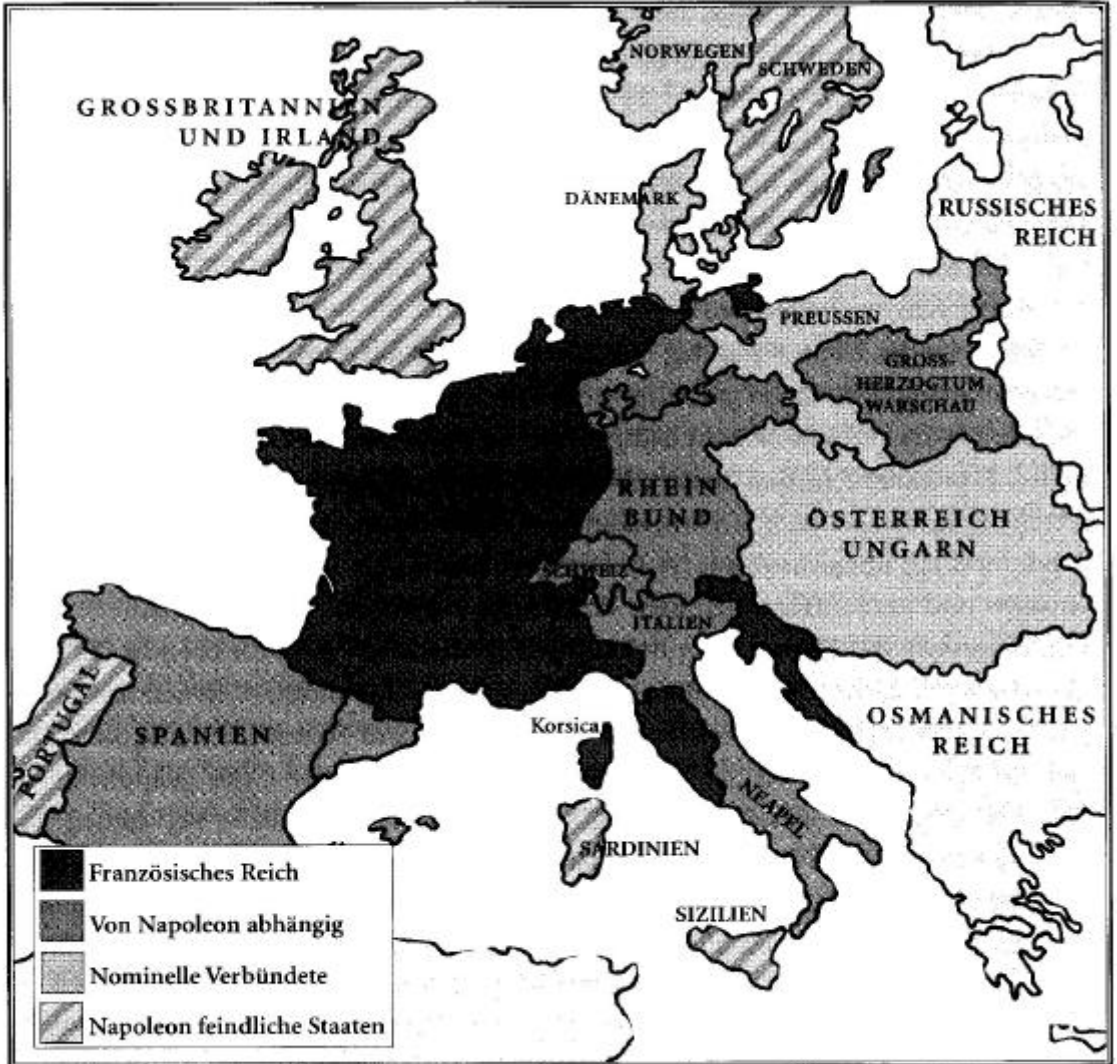 NORWEGEN
SCHWEDEN
GROSSBRITANNIEN
UND IRLAND
DÄNEMARK
RUSSISCHES
REICH
PREUSSEN
GROSS-
HERZOGTUM
WARSCHAU
RHEIN
BUND
ÖSTERREICH
UNGARN
SCHWEIZ
ITALIEN
PORTUGAL
SPANIEN
Korsica
OSMANISCHES
REICH
NEAPEL
SARDINIEN
SIZILIEN
Französisches Reich
Von Napoleon abhängig
Nominelle Verbündete
Napoleon feindliche Staaten